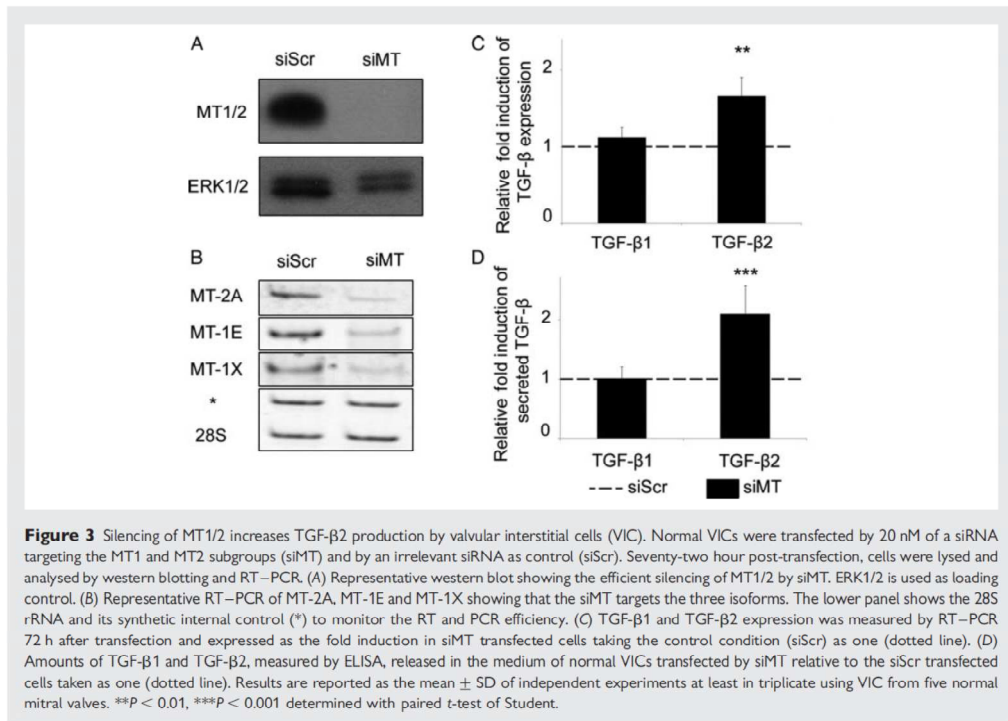 A
siScr siMT
MT1/2
ERK1/2
B
siScr siMT
MT-2A
MT-1E
MT-1X
*
28S
C
Relative fold induction of
TGF-β expression
2
1
0
**
TGF-β1 TGF-β2
D
Relative fold induction of
secreted TGF-β
2
1
0
***
TGF-β1 TGF-β2
siScr siMT
Figure 3 Silencing of MT1/2 increases TGF-β2 production by valvular interstitial cells (VIC). Normal VICs were transfected by 20 nM of a siRNA
targeting the MT1 and MT2 subgroups (siMT) and by an irrelevant siRNA as control (siScr). Seventy-two hour post-transfection, cells were lysed and
analysed by western blotting and RT–PCR. (A) Representative western blot showing the efficient silencing of MT1/2 by siMT. ERK1/2 is used as loading
control. (B) Representative RT–PCR of MT-2A, MT-1E and MT-1X showing that the siMT targets the three isoforms. The lower panel shows the 28S
rRNA and its synthetic internal control (*) to monitor the RT and PCR efficiency. (C) TGF-β1 and TGF-β2 expression was measured by RT–PCR
72 h after transfection and expressed as the fold induction in siMT transfected cells taking the control condition (siScr) as one (dotted line). (D)
Amounts of TGF-β1 and TGF-β2, measured by ELISA, released in the medium of normal VICs transfected by siMT relative to the siScr transfected
cells taken as one (dotted line). Results are reported as the mean ± SD of independent experiments at least in triplicate using VIC from five normal
mitral valves. **P < 0.01, ***P < 0.001 determined with paired t-test of Student.